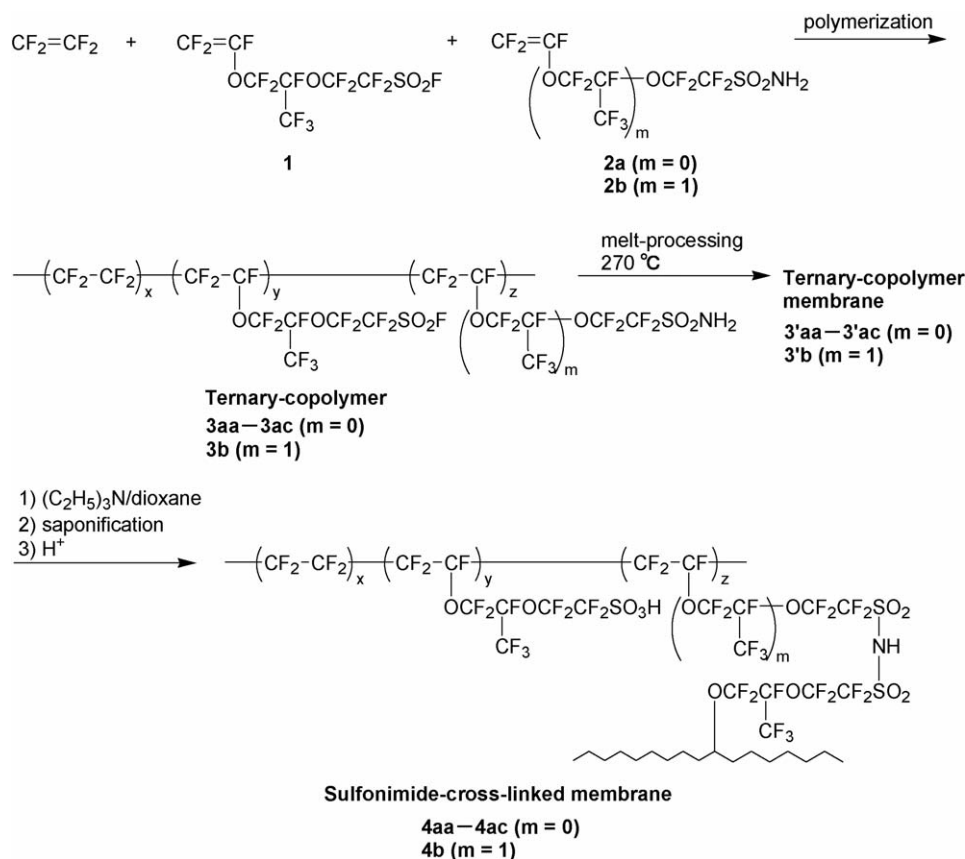 CF2=CF2 + CF2=CF + CF2=CF polymerization
OCF2CFOCF2CF2SO2F (OCF2CF)m OCF2CF2SO2NH2
CF3 CF3
1 2a (m = 0)
2b (m = 1)
(CF2-CF2)x (CF2-CF)y (CF2-CF)z melt-processing
270 °C
Ternary-copolymer
membrane
OCF2CFOCF2CF2SO2F (OCF2CF)m OCF2CF2SO2NH2 3'aa—3'ac (m = 0)
CF3 CF3 3'b (m = 1)
Ternary-copolymer
3aa—3ac (m = 0)
3b (m = 1)
1) (C2H5)3N/dioxane
2) saponification
3) H+
(CF2-CF2)x (CF2-CF)y (CF2-CF)z
OCF2CFOCF2CF2SO3H (OCF2CF)m OCF2CF2SO2
CF3 CF3 NH
OCF2CFOCF2CF2SO2
CF3
Sulfonimide-cross-linked membrane
4aa—4ac (m = 0)
4b (m = 1)